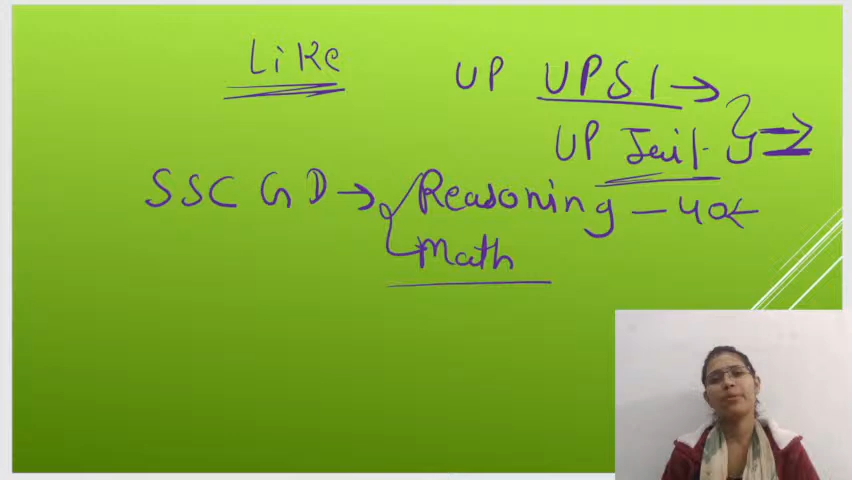 Like
UP UPSI →
UP Jail
SSC GD → Reasoning - 40 ←
Math